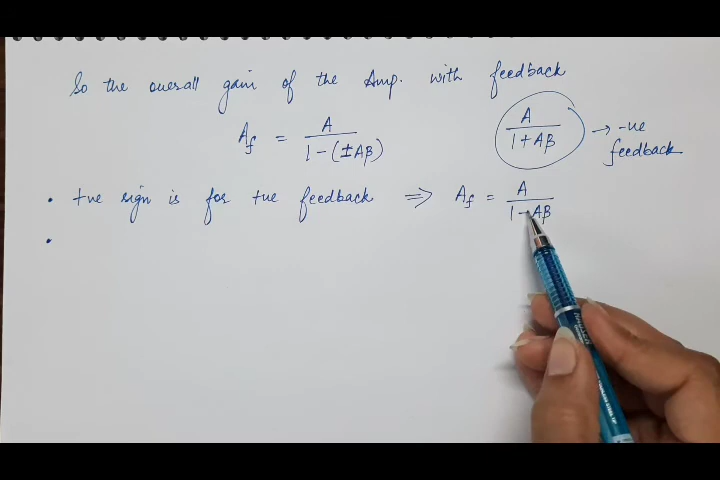 So the overall gain of the Amp. with feedback
Af = A / 1 - (±Aβ)
A / 1 + Aβ → -ve feedback
• +ve sign is for +ve feedback ⇒ Af = A / 1 - Aβ
•